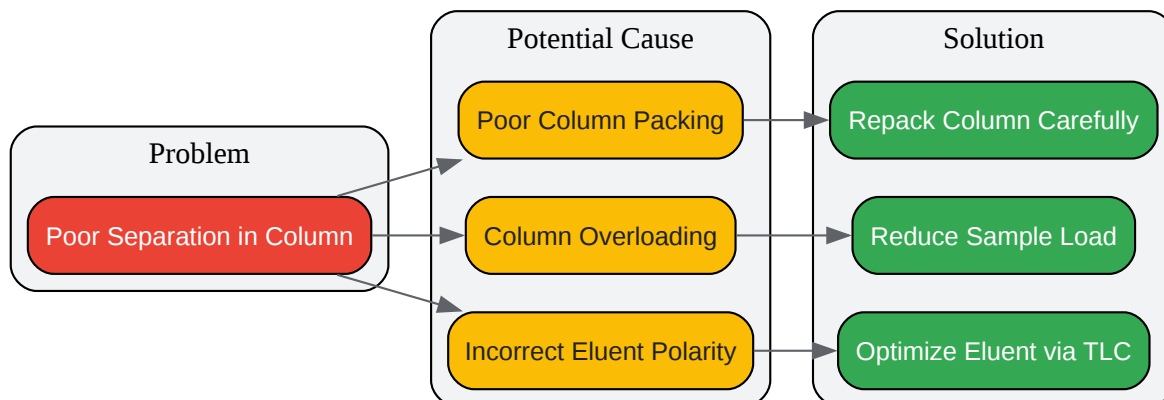 Problem
Poor Separation in Column
Potential Cause
Poor Column Packing
Column Overloading
Incorrect Eluent Polarity
Solution
Repack Column Carefully
Reduce Sample Load
Optimize Eluent via TLC